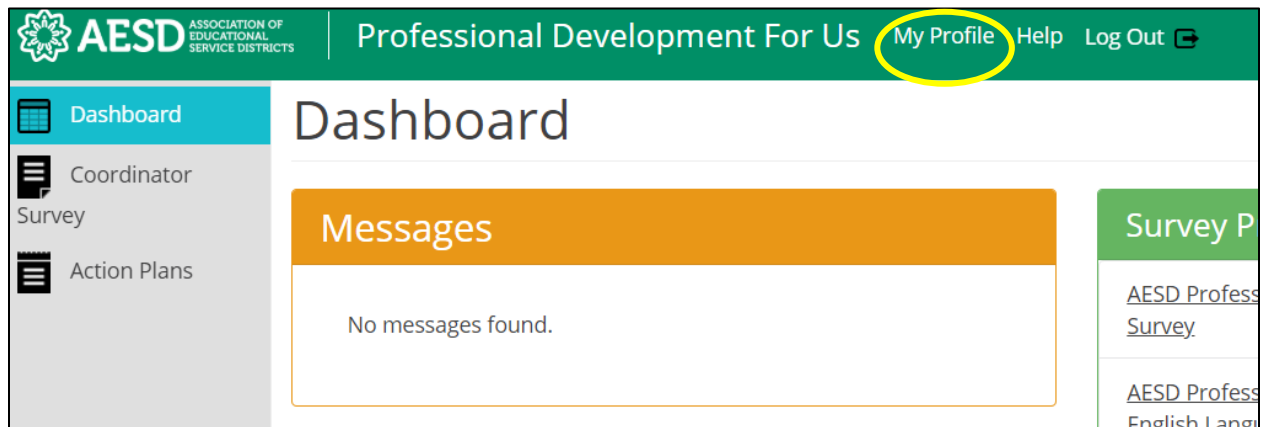 AESD ASSOCIATION OF
EDUCATIONAL
SERVICE DISTRICTS
Professional Development For Us
My Profile
Help
Log Out
Dashboard
Coordinator
Survey
Action Plans
Dashboard
Messages
No messages found.
Survey P
AESD Profess
Survey
AESD Profess
English Langu